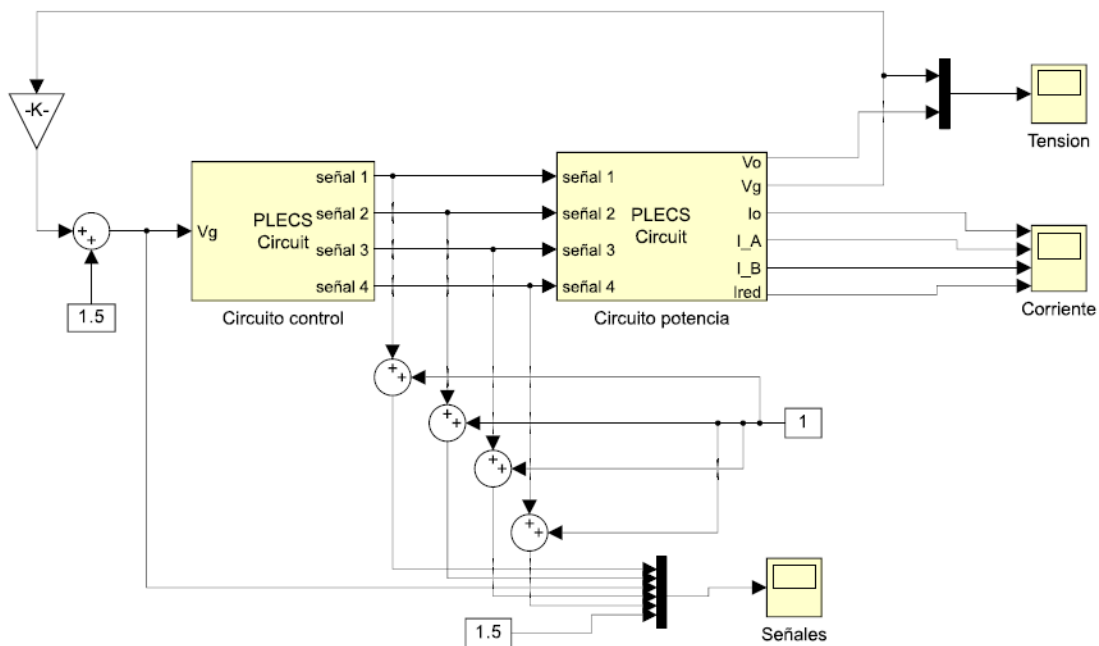 -K-
+
+
1.5
Vg
PLECS
Circuit
señal 1
señal 2
señal 3
señal 4
Circuito control
señal 1
señal 2
señal 3
señal 4
PLECS
Circuit
Vo
Vg
Io
I_A
I_B
Ired
Circuito potencia
Tension
Corriente
+
+
+
+
+
+
+
+
1
1.5
Señales